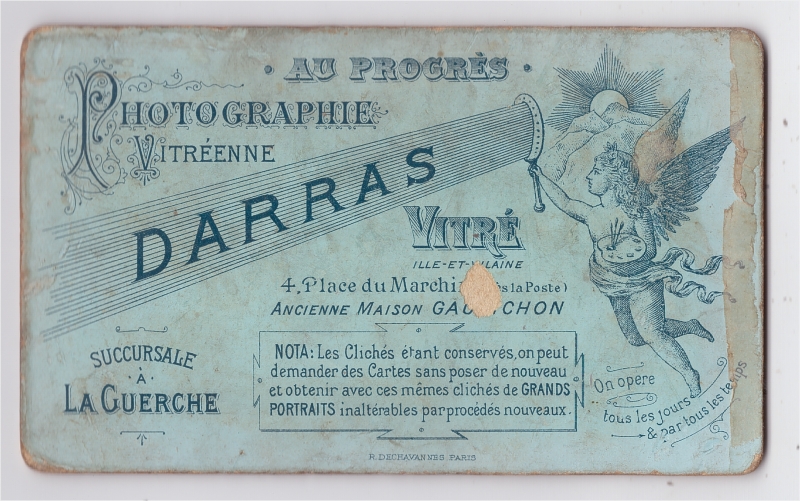 AU PROGRÈS
PHOTOGRAPHIE
VITRÉENNE
DARRAS
VITRÉ
ILLE-ET-VILAINE
4, Place du Marchi la Poste)
ANCIENNE MAISON
SUCCURSALE
À
LA GUERCHE
NOTA: Les Clichés étant conservés, on peut
demander des Cartes sans poser de nouveau
et obtenir avec ces mêmes clichés de GRANDS
PORTRAITS inaltérables par procédés nouveaux.
On opère
tous les jours
& par tous les temps
R. DECHAVANNES PARIS